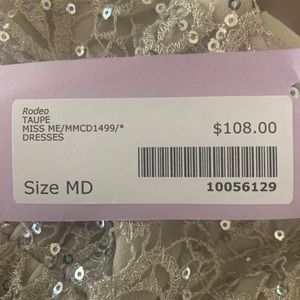 Rodeo
TAUPE
MISS ME/MMCD1499/*
DRESSES
$108.00
Size MD
10056129